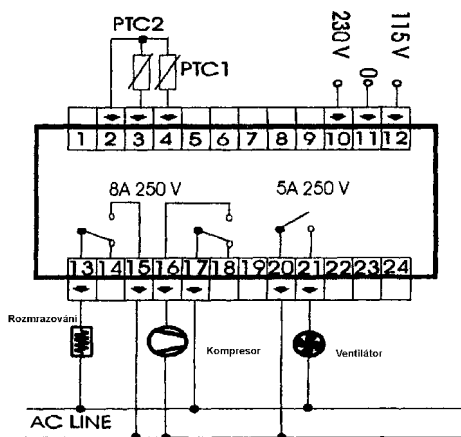 PTC2
PTC1
230 V
0
115 V
1 2 3 4 5 6 7 8 9 10 11 12
8A 250 V
5A 250 V
13 14 15 16 17 18 19 20 21 22 23 24
Rozmrazování
Kompresor
Ventilátor
AC LINE